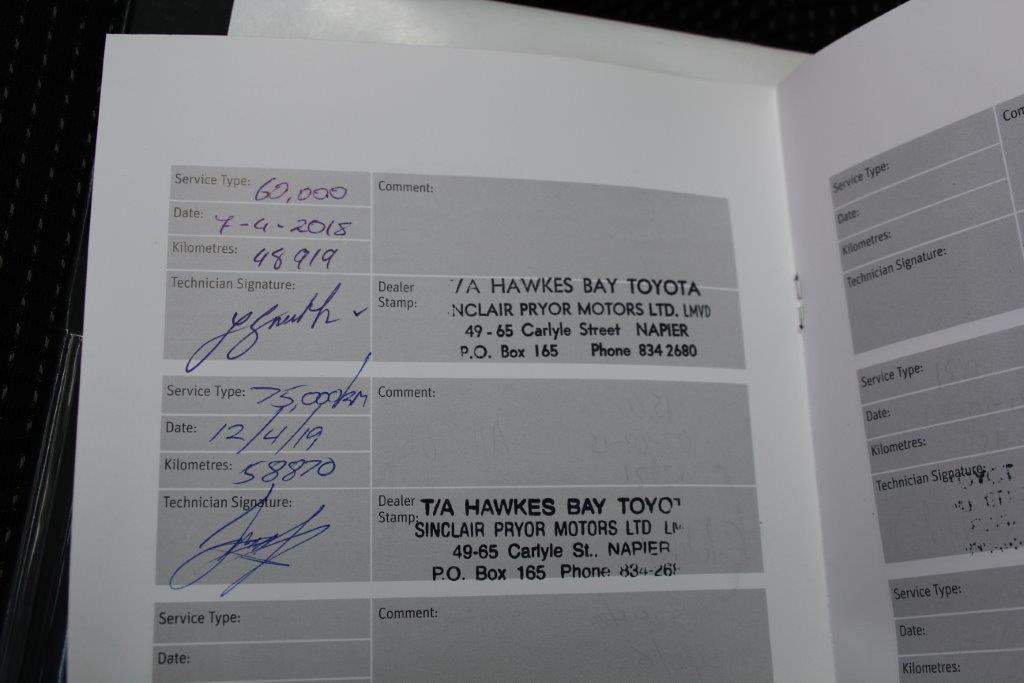 Service Type: 60,000
Date: 7-4-2018
Kilometres: 48919
Technician Signature:
Comment:
Dealer
Stamp:
T/A HAWKES BAY TOYOTA
SINCLAIR PRYOR MOTORS LTD. LMVD
49-65 Carlyle Street NAPIER
P.O. Box 165 Phone 834 2680
Service Type: 75,000km
Date: 12/4/19
Kilometres: 58870
Technician Signature:
Comment:
Dealer
Stamp:
T/A HAWKES BAY TOYOT
SINCLAIR PRYOR MOTORS LTD
49-65 Carlyle St., NAPIER
P.O. Box 165 Phone 834-268
Service Type:
Date:
Comment:
Service Type:
Date:
Kilometres:
Technician Signature:
Service Type:
Date:
Kilometres:
Technician Signature:
Service Type:
Date:
Kilometres: